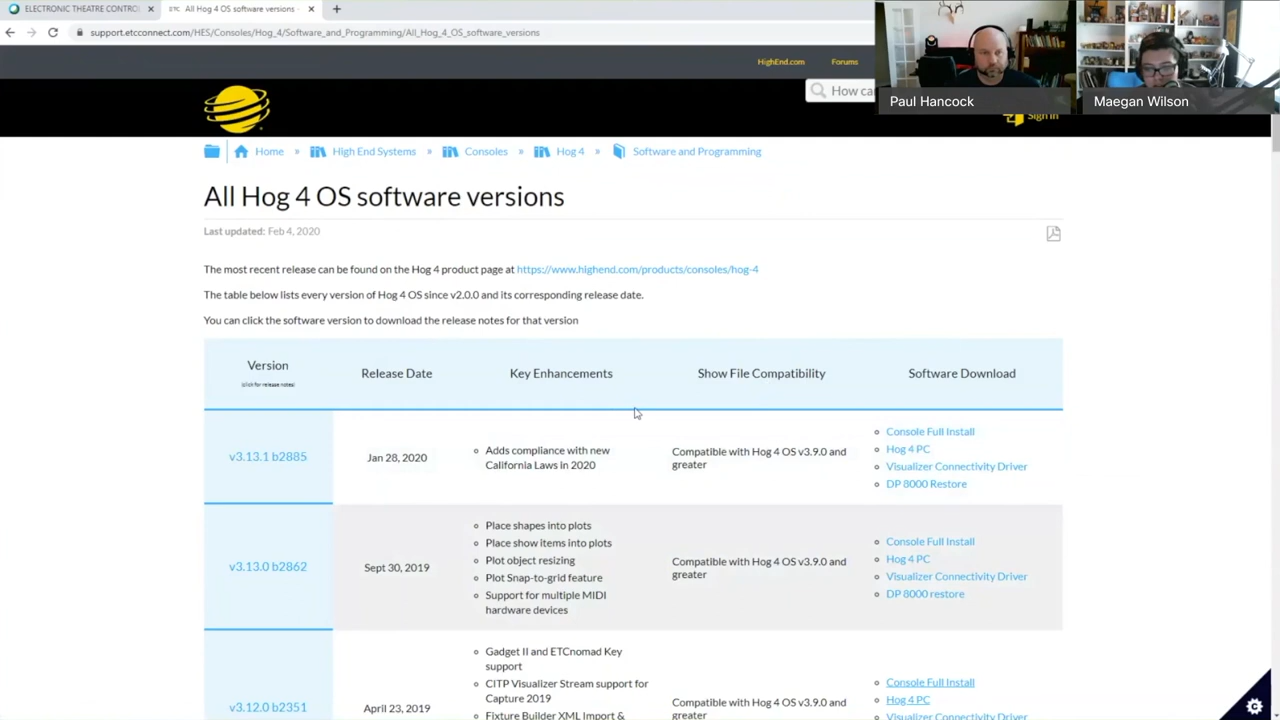 ELECTRONIC THEATRE CONTRO
All Hog 4 OS software versions -
support.etcconnect.com/HES/Consoles/Hog_4/Software_and_Programming/All_Hog_4_OS_software_versions
HighEnd.com
Forums
Paul Hancock
Maegan Wilson
How ca
Sign in
Home » High End Systems » Consoles » Hog 4 » Software and Programming
All Hog 4 OS software versions
Last updated: Feb 4, 2020
The most recent release can be found on the Hog 4 product page at https://www.highend.com/products/consoles/hog-4
The table below lists every version of Hog 4 OS since v2.0.0 and its corresponding release date.
You can click the software version to download the release notes for that version
Version
(click for release notes)
Release Date
Key Enhancements
Show File Compatibility
Software Download
v3.13.1 b2885
Jan 28, 2020
Adds compliance with new
California Laws in 2020
Compatible with Hog 4 OS v3.9.0 and
greater
Console Full Install
Hog 4 PC
Visualizer Connectivity Driver
DP 8000 Restore
v3.13.0 b2862
Sept 30, 2019
Place shapes into plots
Place show items into plots
Plot object resizing
Plot Snap-to-grid feature
Support for multiple MIDI
hardware devices
Compatible with Hog 4 OS v3.9.0 and
greater
Console Full Install
Hog 4 PC
Visualizer Connectivity Driver
DP 8000 restore
v3.12.0 b2351
April 23, 2019
Gadget II and ETCnomad Key
support
CITP Visualizer Stream support for
Capture 2019
Fixture Builder XML Import &
Compatible with Hog 4 OS v3.9.0 and
greater
Console Full Install
Hog 4 PC
Visualizer Connectivity Driver